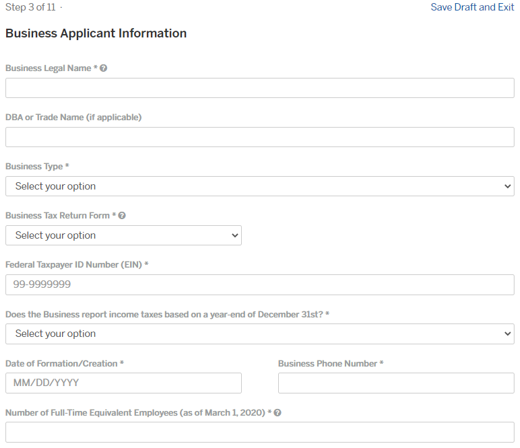 Step 3 of 11 ·
Save Draft and Exit
Business Applicant Information
Business Legal Name *
DBA or Trade Name (if applicable)
Business Type *
Select your option
Business Tax Return Form *
Select your option
Federal Taxpayer ID Number (EIN) *
99-9999999
Does the Business report income taxes based on a year-end of December 31st? *
Select your option
Date of Formation/Creation *
Business Phone Number *
MM/DD/YYYY
Number of Full-Time Equivalent Employees (as of March 1, 2020) *